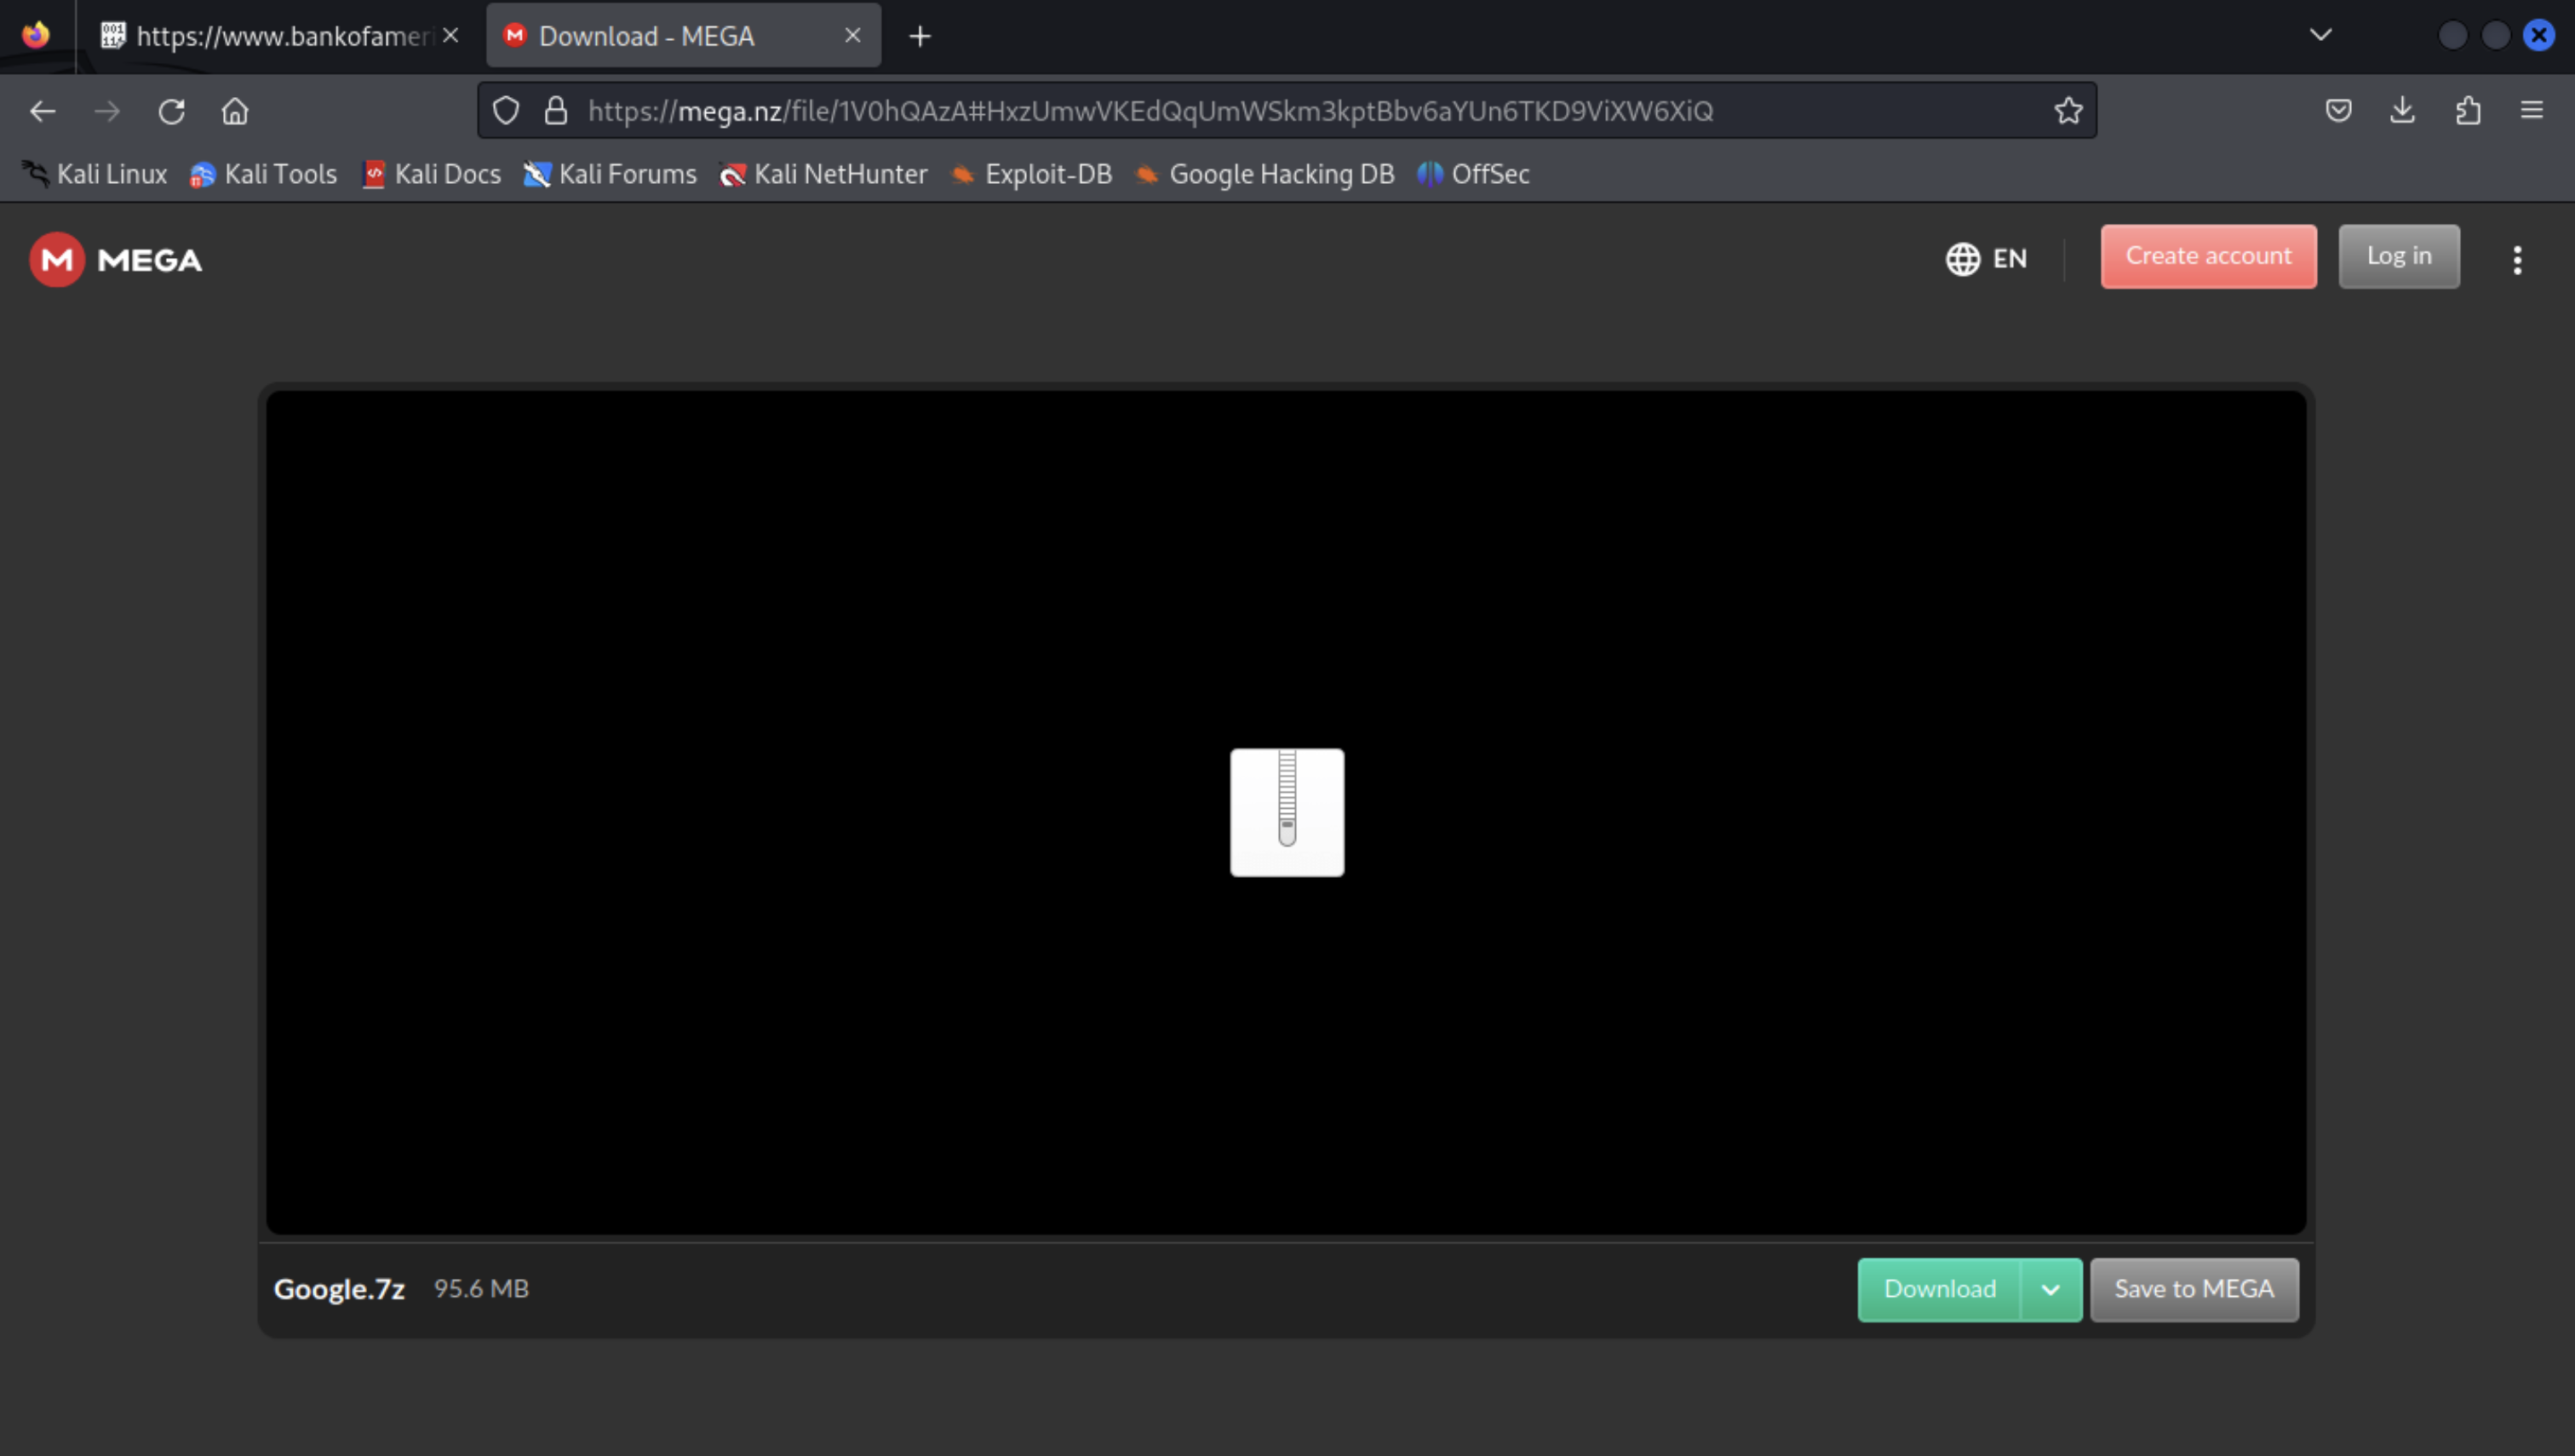 https://www.bankofameri
Download - MEGA
https://mega.nz/file/1V0hQAzA#HxzUmwVKEdQqUmWSkm3kptBbv6aYUn6TKD9ViXW6XiQ
Kali Linux Kali Tools Kali Docs Kali Forums Kali NetHunter Exploit-DB Google Hacking DB OffSec
M MEGA EN Create account Log in
Google.7z 95.6 MB Download Save to MEGA